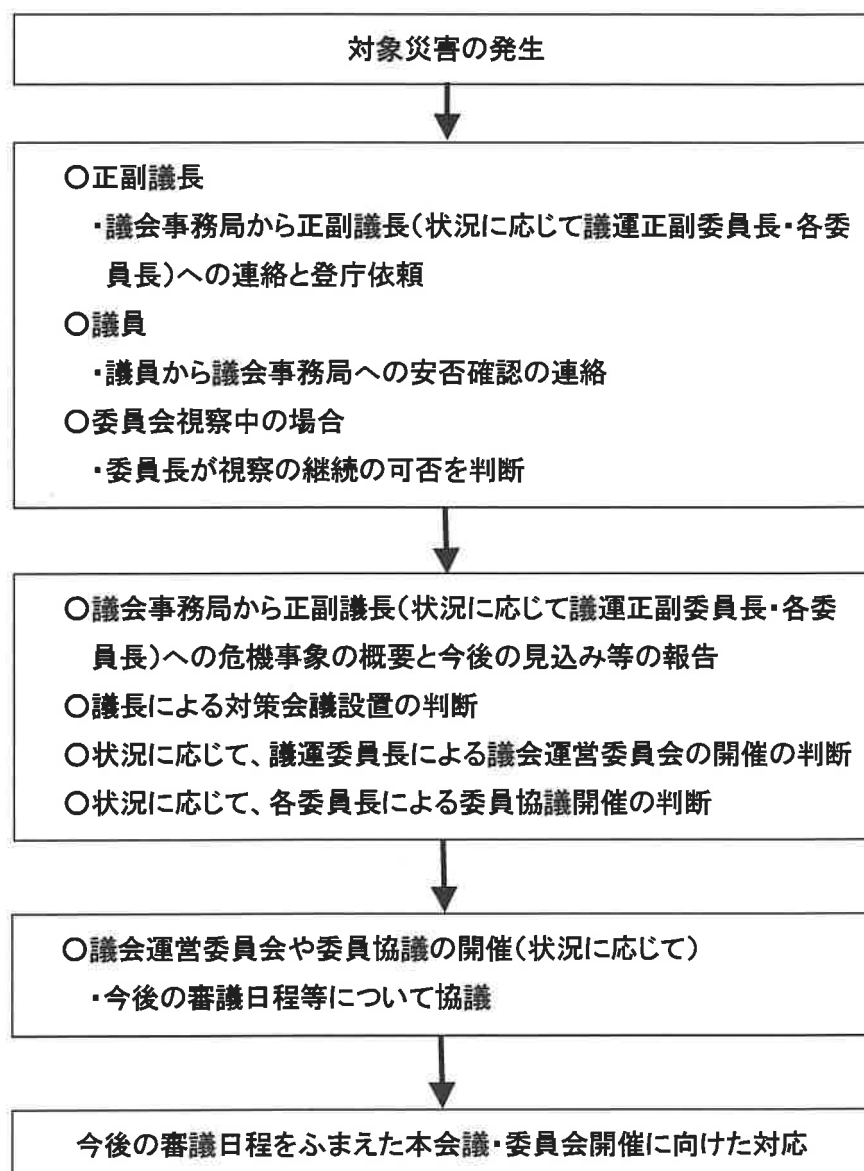 対象災害の発生
〇正副議長
・議会事務局から正副議長(状況に応じて議運正副委員長・各委
員長)への連絡と登庁依頼
〇議員
・議員から議会事務局への安否確認の連絡
〇委員会視察中の場合
・委員長が視察の継続の可否を判断
〇議会事務局から正副議長(状況に応じて議運正副委員長・各委
員長)への危機事象の概要と今後の見込み等の報告
〇議長による対策会議設置の判断
〇状況に応じて、議運委員長による議会運営委員会の開催の判断
〇状況に応じて、各委員長による委員協議開催の判断
〇議会運営委員会や委員協議の開催(状況に応じて)
・今後の審議日程等について協議
今後の審議日程をふまえた本会議・委員会開催に向けた対応